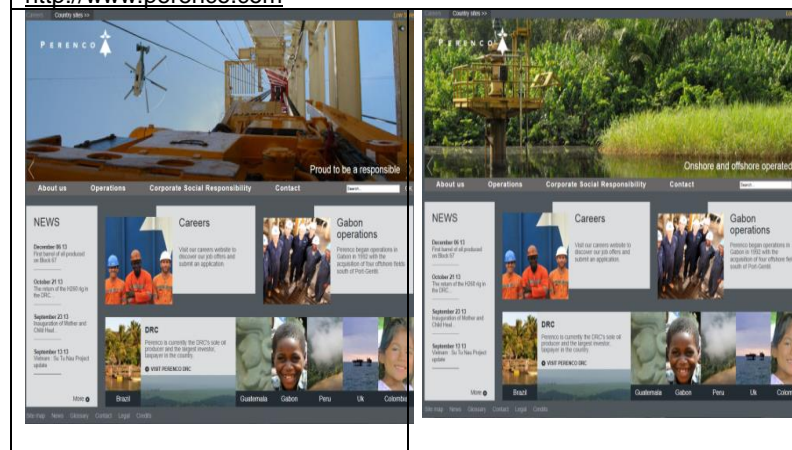 http://www.perenco.com
Careers Country sites >>
PERENCO
Proud to be a responsible
About us Operations Corporate Social Responsibility Contact Search...
NEWS
December 06 13
First barrel of oil produced
on Block 67
October 21 13
The return of the H200 rig in
the DRC...
September 23 13
Inauguration of Mother and
Child Heal...
September 13 13
Vietnam : Su Tu Nau Project
update
More
Careers
Visit our careers website to
discover our job offers and
submit an application.
Gabon
operations
Perenco began operations in
Gabon in 1992 with the
acquisition of four offshore fields
south of Port-Gentil.
DRC
Perenco is currently the DRC's sole oil
producer and the largest investor,
taxpayer in the country.
VISIT PERENCO DRC
Brazil Guatemala Gabon Peru Uk Colombia
Site map News Glossary Contact Legal Credits
Careers Country sites >>
PERENCO
Onshore and offshore operated
About us Operations Corporate Social Responsibility Contact Search...
NEWS
December 06 13
First barrel of oil produced
on Block 67
October 21 13
The return of the H200 rig in
the DRC...
September 23 13
Inauguration of Mother and
Child Heal...
September 13 13
Vietnam : Su Tu Nau Project
update
More
Careers
Visit our careers website to
discover our job offers and
submit an application.
Gabon
operations
Perenco began operations in
Gabon in 1992 with the
acquisition of four offshore fields
south of Port-Gentil.
DRC
Perenco is currently the DRC's sole oil
producer and the largest investor,
taxpayer in the country.
VISIT PERENCO DRC
Brazil Guatemala Gabon Peru Uk Colom
Site map News Glossary Contact Legal Credits